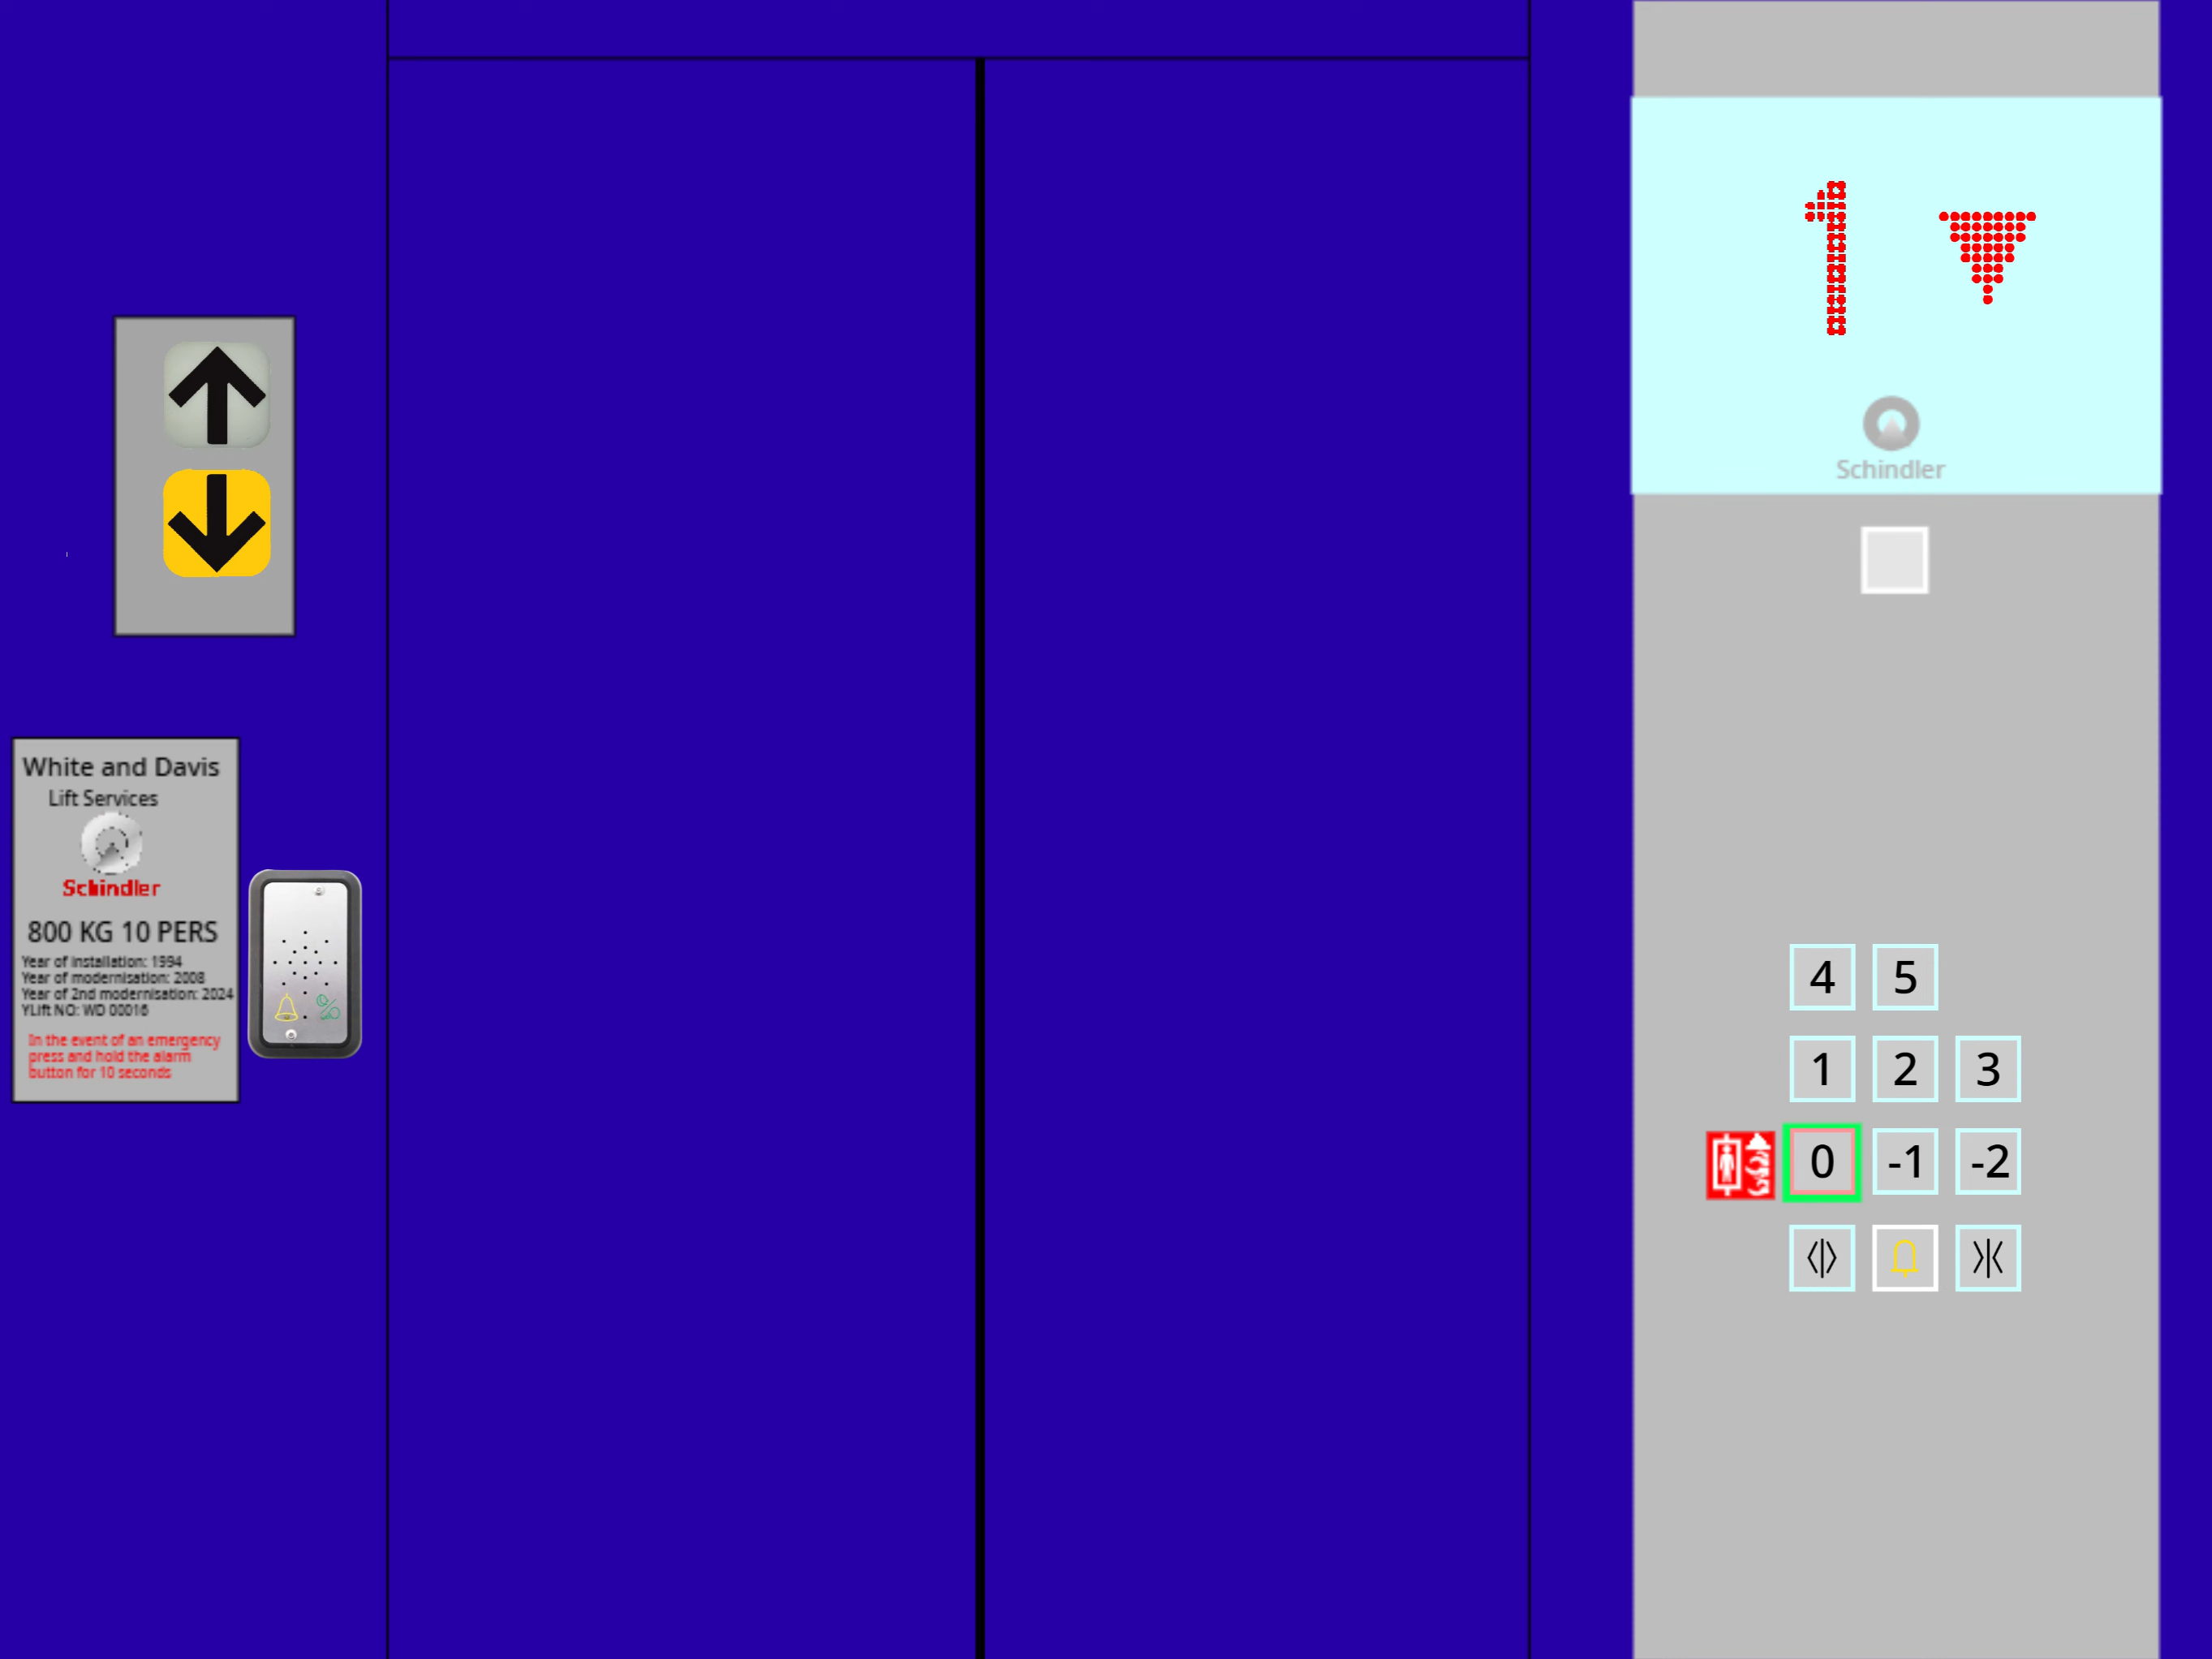 1
Schindler
White and Davis
Lift Services
Schindler
800 KG 10 PERS
Year of installation: 1994
Year of modernisation: 2008
Year of 2nd modernisation: 2024
YLift NO: WD 00016
In the event of an emergency
press and hold the alarm
button for 10 seconds
4 5
1 2 3
0 -1 -2